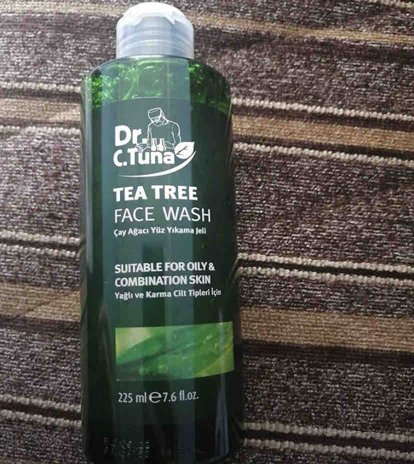 Dr.
C.Tuna
TEA TREE
FACE WASH
Çay Ağacı Yüz Yıkama Jeli
SUITABLE FOR OILY &
COMBINATION SKIN
Yağlı ve Karma Cilt Tipleri İçin
225 ml ℮ 7.6 fl.oz.